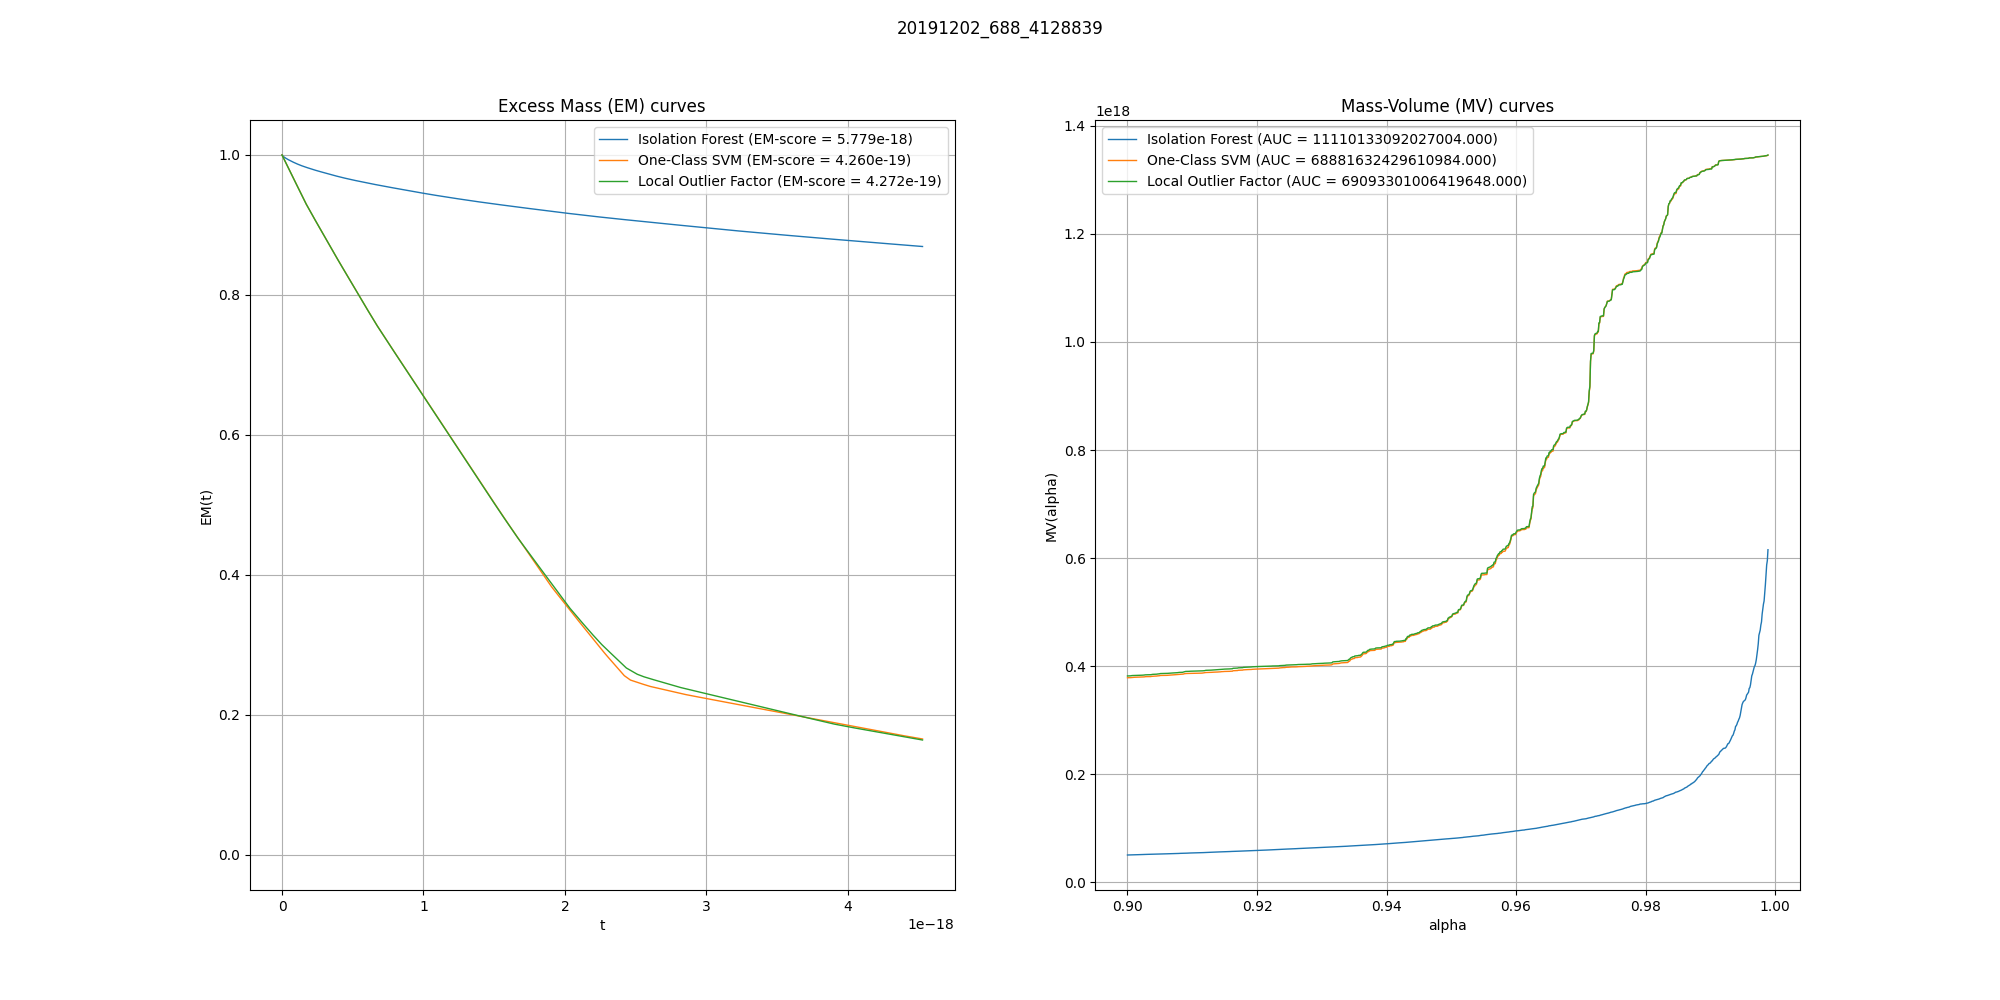 20191202_688_4128839
Excess Mass (EM) curves
Isolation Forest (EM-score = 5.779e-18)
One-Class SVM (EM-score = 4.260e-19)
Local Outlier Factor (EM-score = 4.272e-19)
1.0
0.8
0.6
0.4
0.2
0.0
EM(t)
0 1 2 3 4
t
1e−18
Mass-Volume (MV) curves
1e18
Isolation Forest (AUC = 11110133092027004.000)
One-Class SVM (AUC = 68881632429610984.000)
Local Outlier Factor (AUC = 69093301006419648.000)
1.4
1.2
1.0
0.8
0.6
0.4
0.2
0.0
MV(alpha)
0.90 0.92 0.94 0.96 0.98 1.00
alpha